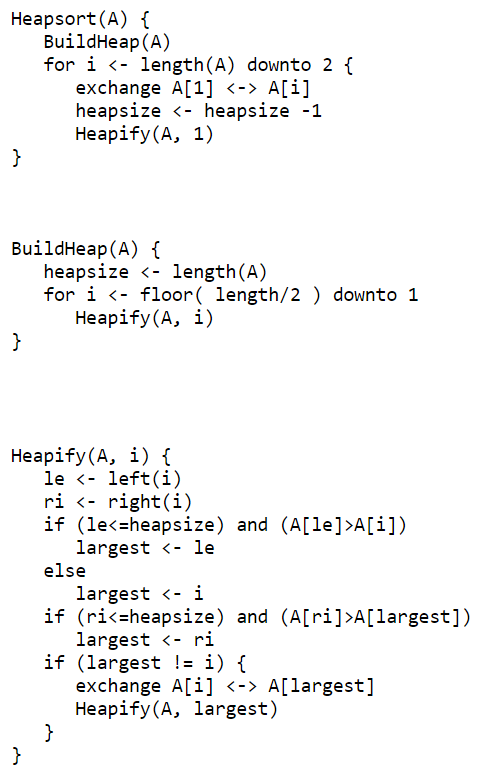 Heapsort(A) {
   BuildHeap(A)
   for i <- length(A) downto 2 {
      exchange A[1] <-> A[i]
      heapsize <- heapsize -1
      Heapify(A, 1)
}
BuildHeap(A) {
   heapsize <- length(A)
   for i <- floor( length/2 ) downto 1
      Heapify(A, i)
}
Heapify(A, i) {
   le <- left(i)
   ri <- right(i)
   if (le<=heapsize) and (A[le]>A[i])
      largest <- le
   else
      largest <- i
   if (ri<=heapsize) and (A[ri]>A[largest])
      largest <- ri
   if (largest != i) {
      exchange A[i] <-> A[largest]
      Heapify(A, largest)
   }
}